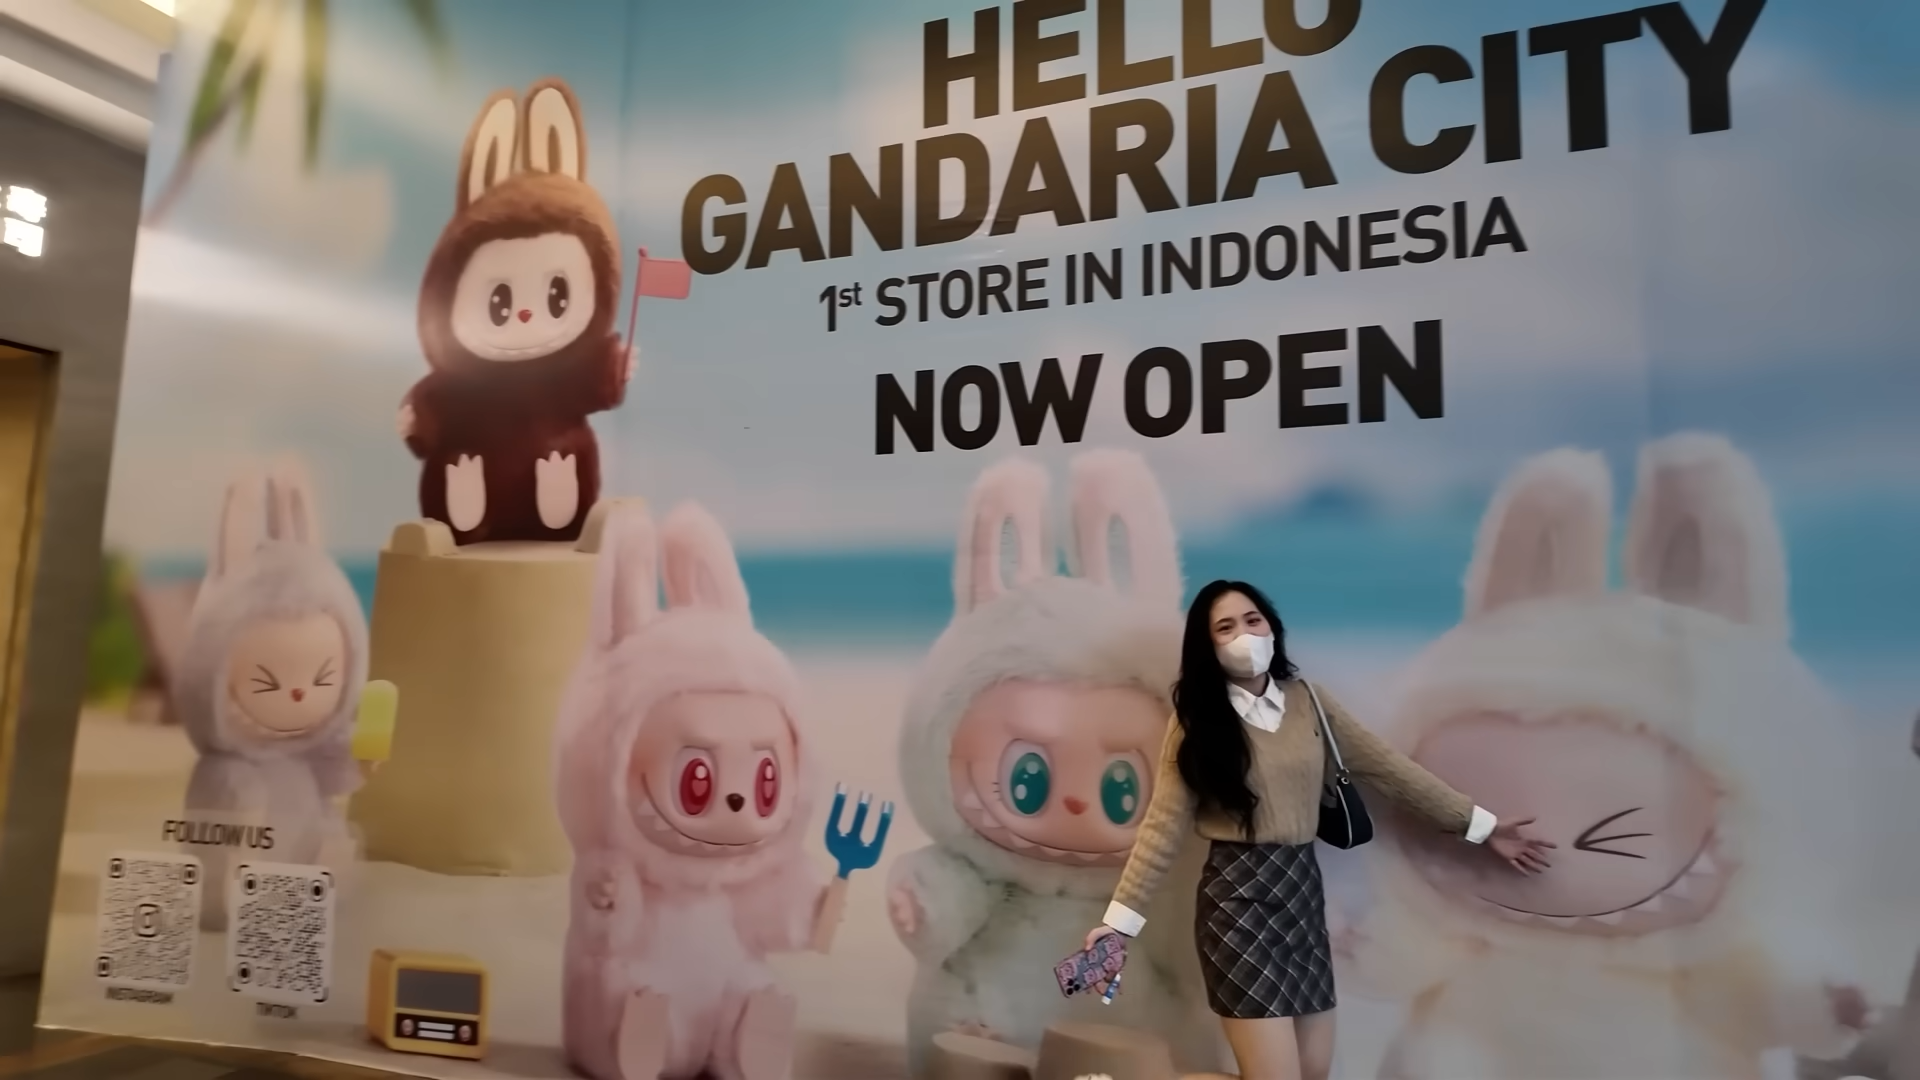 HELLO
GANDARIA CITY
1st STORE IN INDONESIA
NOW OPEN
FOLLOW US
INSTAGRAM
TIKTOK